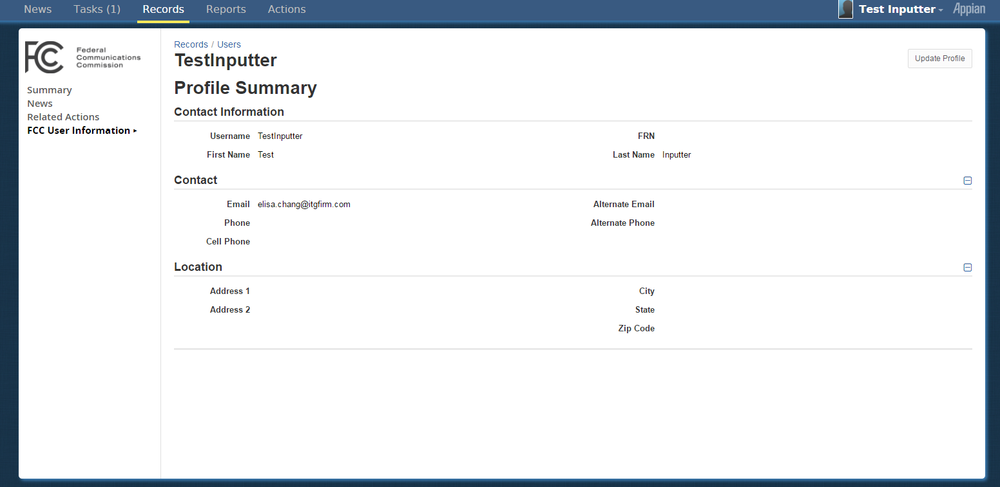 News Tasks (1) Records Reports Actions Test Inputter Appian
Federal
Communications
Commission
FCC
Summary
News
Related Actions
FCC User Information
Records / Users
TestInputter
Update Profile
Profile Summary
Contact Information
Username TestInputter FRN
First Name Test Last Name Inputter
Contact
Email elisa.chang@itgfirm.com Alternate Email
Phone Alternate Phone
Cell Phone
Location
Address 1 City
Address 2 State
Zip Code